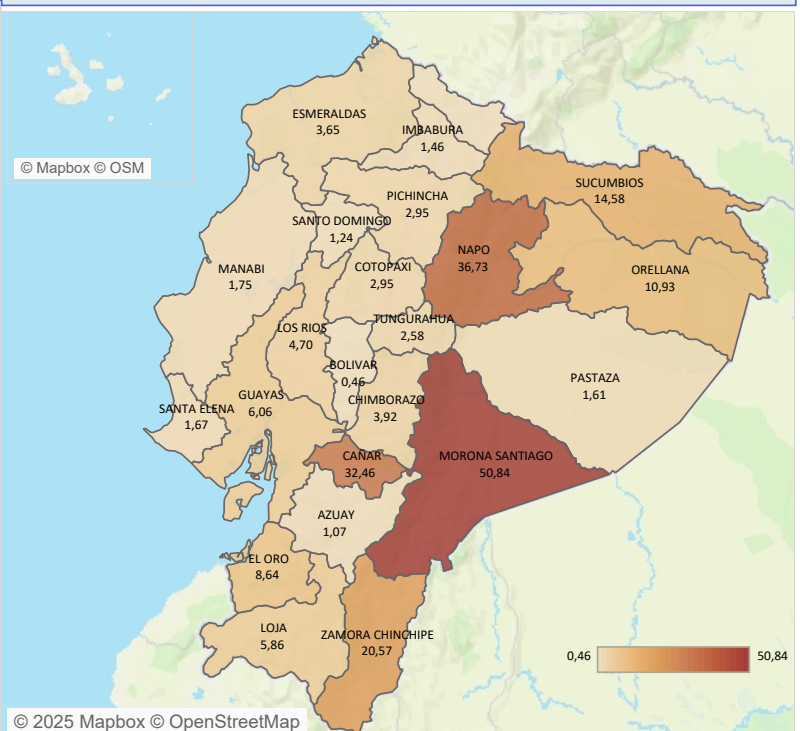 © Mapbox © OSM
ESMERALDAS
3,65
IMBABURA
1,46
SUCUMBIOS
14,58
PICHINCHA
2,95
SANTO DOMINGO
1,24
NAPO
36,73
MANABI
1,75
COTOPAXI
2,95
ORELLANA
10,93
TUNGURAHUA
2,58
LOS RIOS
4,70
BOLIVAR
0,46
PASTAZA
1,61
GUAYAS
6,06
CHIMBORAZO
3,92
SANTA ELENA
1,67
CAÑAR
32,46
MORONA SANTIAGO
50,84
AZUAY
1,07
EL ORO
8,64
LOJA
5,86
ZAMORA CHINCHIPE
20,57
0,46 50,84
© 2025 Mapbox © OpenStreetMap